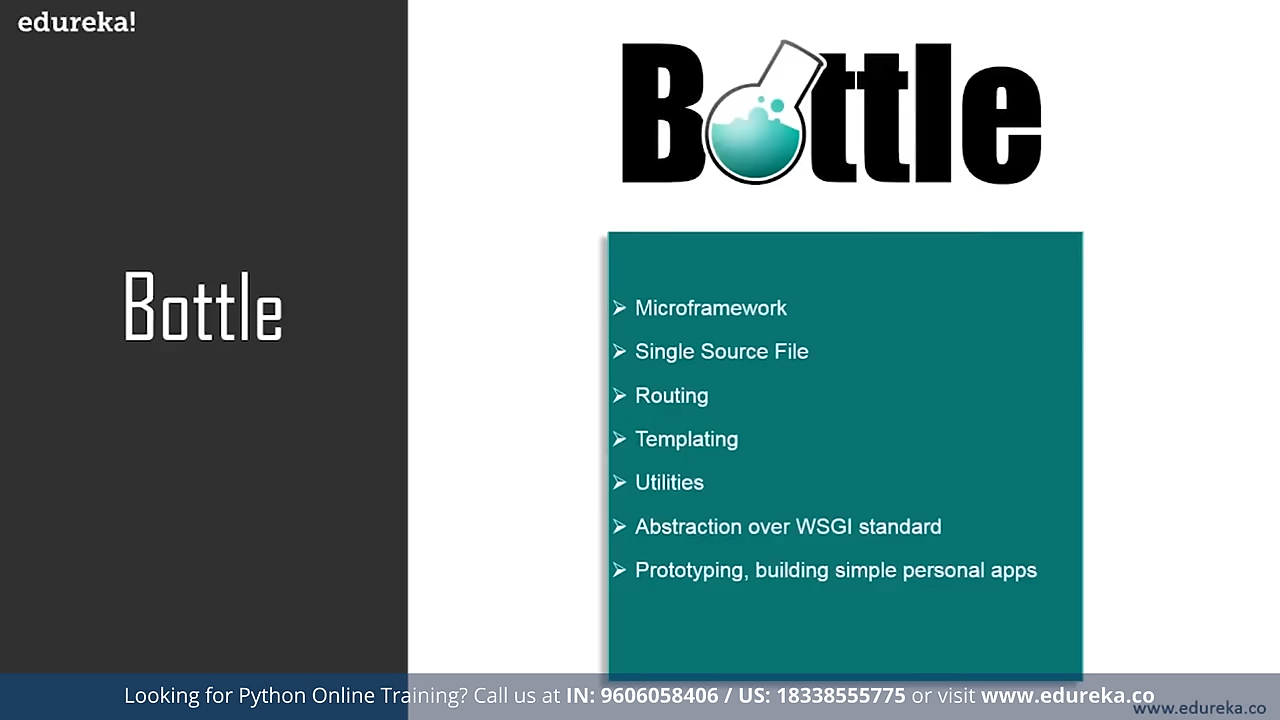 edureka!
Bottle
Bottle
Microframework
Single Source File
Routing
Templating
Utilities
Abstraction over WSGI standard
Prototyping, building simple personal apps
Looking for Python Online Training? Call us at IN: 9606058406 / US: 18338555775 or visit www.edureka.co
www.edureka.co